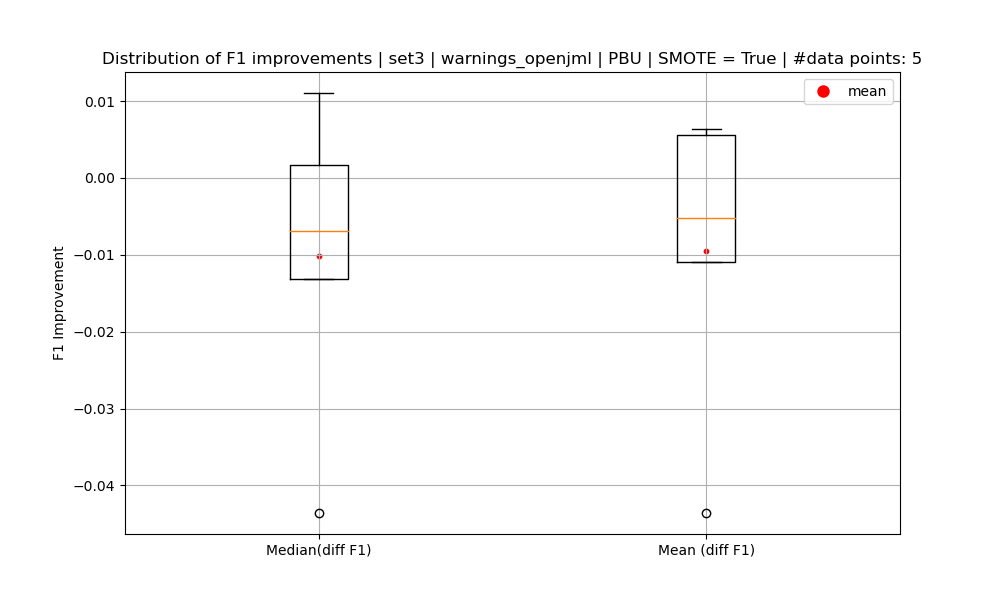 Distribution of F1 improvements | set3 | warnings_openjml | PBU | SMOTE = True | #data points: 5
mean
0.01
0.00
−0.01
−0.02
−0.03
−0.04
F1 Improvement
Median(diff F1)
Mean (diff F1)